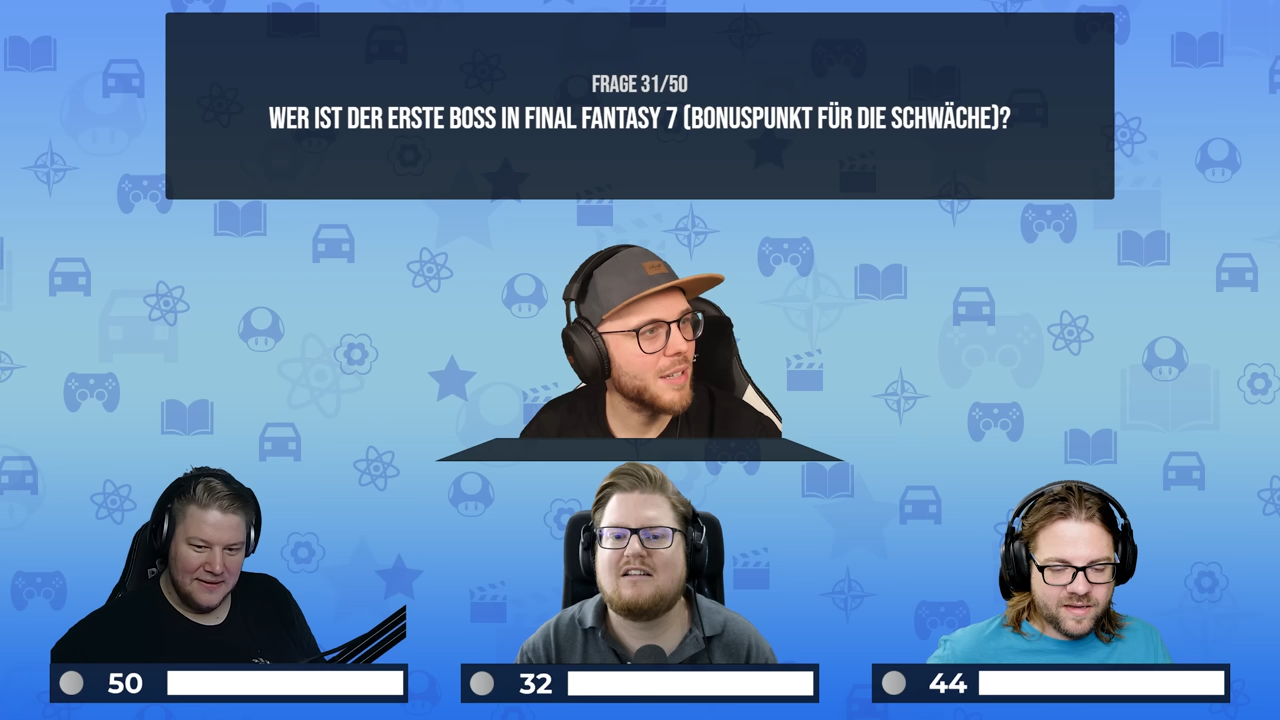 FRAGE 31/50
WER IST DER ERSTE BOSS IN FINAL FANTASY 7 (BONUSPUNKT FÜR DIE SCHWÄCHE)?
50
32
44